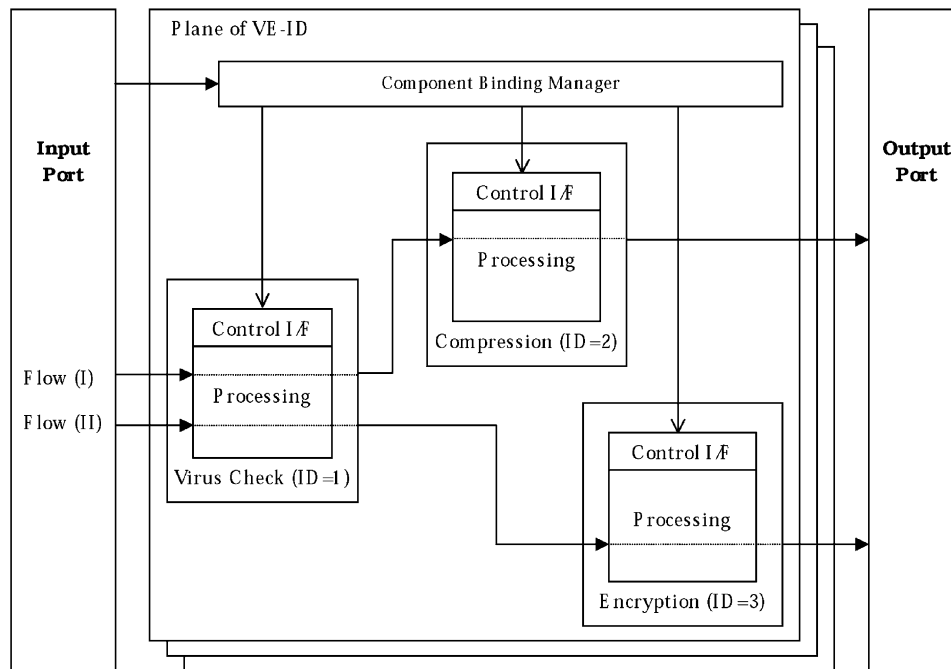 Plane of VE-ID
Component Binding Manager
Input
Port
Output
Port
Control I/F
Processing
Compression (ID=2)
Control I/F
Processing
Virus Check (ID=1)
Flow (I)
Flow (II)
Control I/F
Processing
Encryption (ID=3)